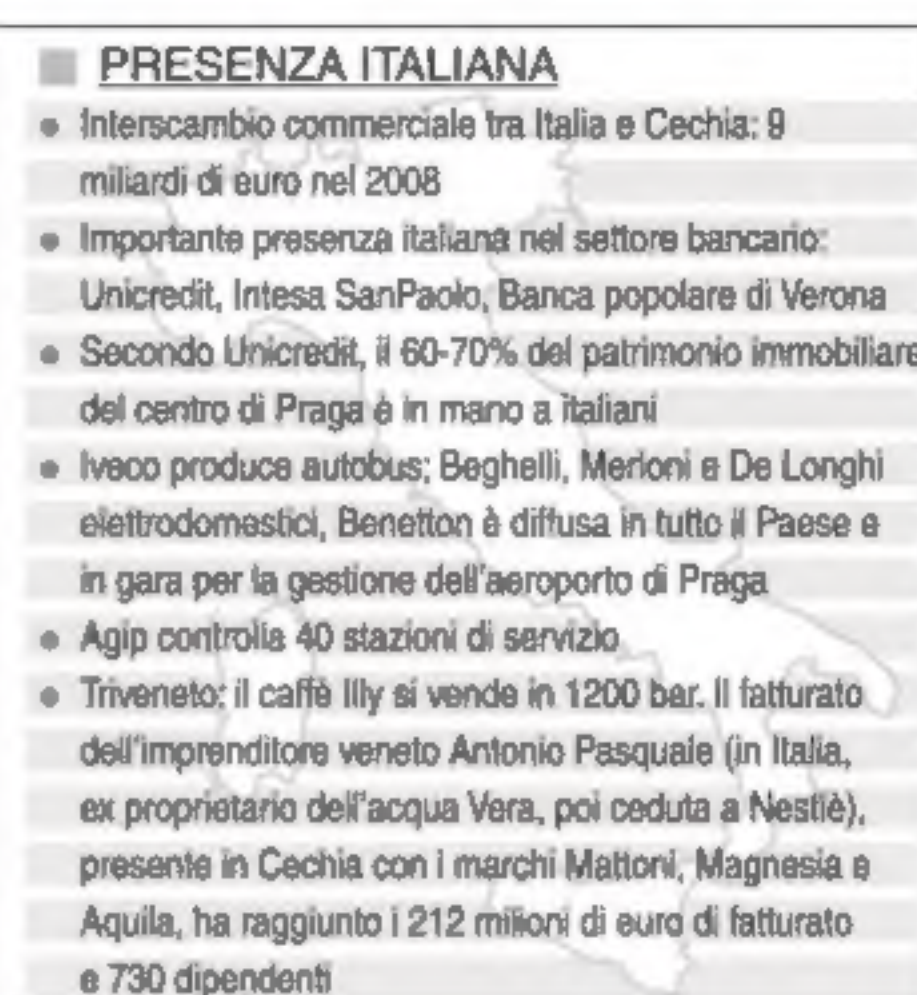 PRESENZA ITALIANA
Interscambio commerciale tra Italia e Cechia: 9
miliardi di euro nel 2008
Importante presenza italiana nel settore bancario:
Unicredit, Intesa SanPaolo, Banca popolare di Verona
Secondo Unicredit, il 60-70% del patrimonio immobiliare
del centro di Praga è in mano a italiani
Iveco produce autobus; Beghelli, Merloni e De Longhi
elettrodomestici, Benetton è diffusa in tutto il Paese e
in gara per la gestione dell'aeroporto di Praga
Agip controlla 40 stazioni di servizio
Triveneto: il caffè Illy si vende in 1200 bar. Il fatturato
dell'imprenditore veneto Antonio Pasquale (in Italia,
ex proprietario dell'acqua Vera, poi ceduta a Nestlè),
presente in Cechia con i marchi Mattoni, Magnesia e
Aquila, ha raggiunto i 212 milioni di euro di fatturato
e 730 dipendenti